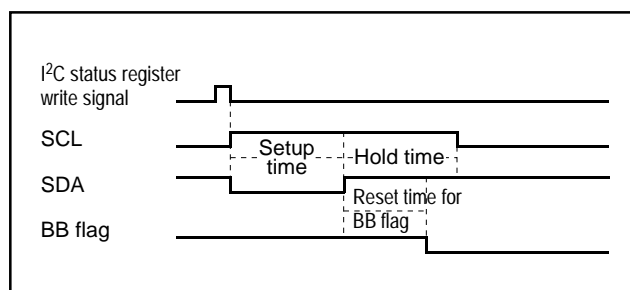 I²C status register
write signal
SCL
Setup
time
Hold time
SDA
Reset time for
BB flag
BB flag